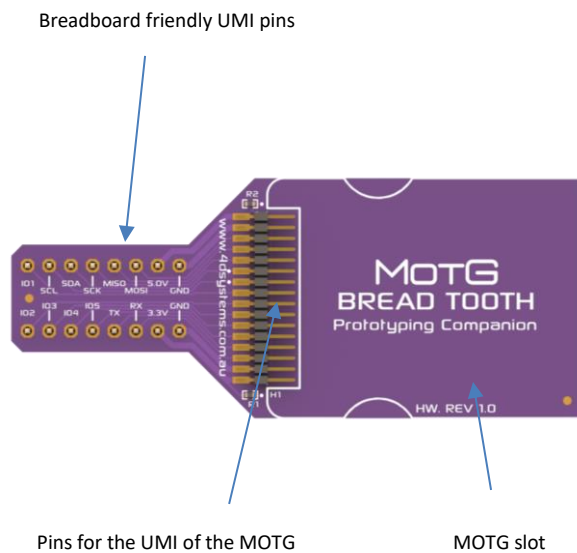 Breadboard friendly UMI pins
R2
www.4dsystems.com.au
IO1 SCL SDA SCK MISO MOSI 5.0V GND
IO2 IO3 IO4 IO5 TX RX 3.3V GND
MOTG
BREAD TOOTH
Prototyping Companion
R1 H1
HW. REV 1.0
Pins for the UMI of the MOTG
MOTG slot